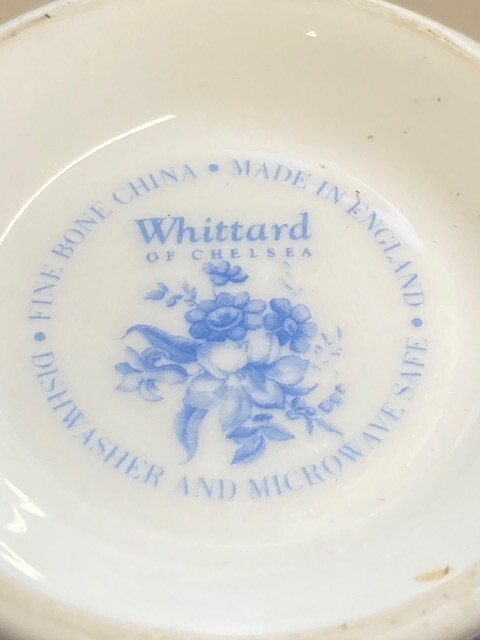 FINE BONE CHINA • MADE IN ENGLAND •
Whittard
OF CHELSEA
DISHWASHER AND MICROWAVE SAFE •